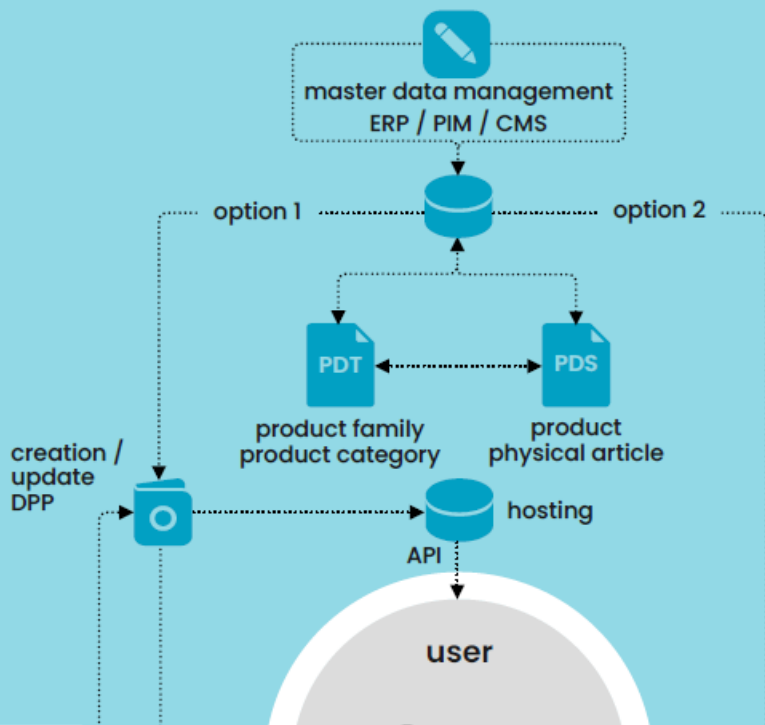 master data management
ERP / PIM / CMS
option 1
option 2
PDT
PDS
product family
product category
product
physical article
creation /
update
DPP
hosting
API
user